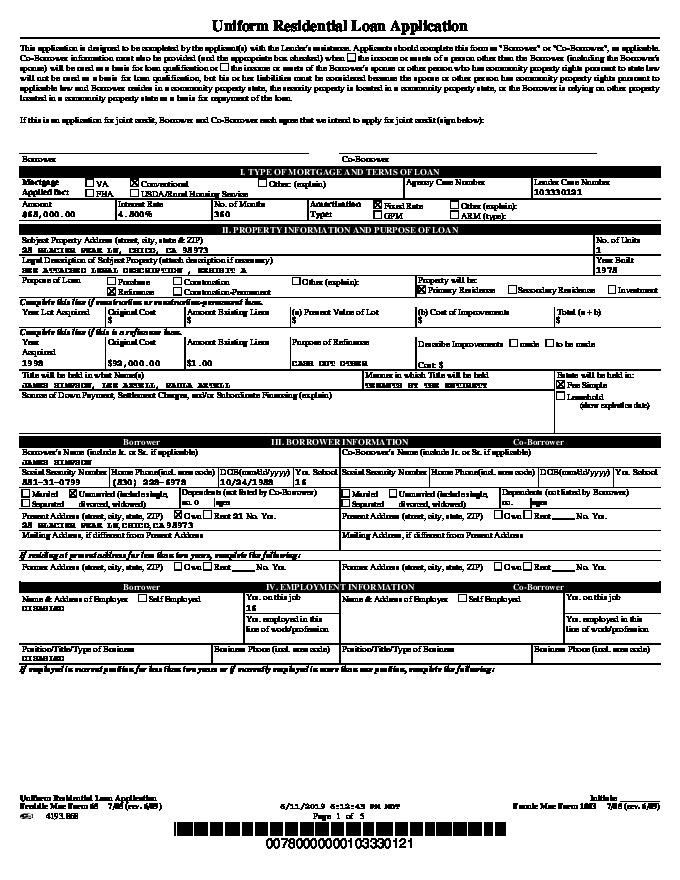 Uniform Residential Loan Application
This application is designed to be completed by the applicant(s) with the Lender's assistance. Applicants should complete this form as "Borrower" or "Co-Borrower", as applicable.
Co-Borrower information must also be provided (and the appropriate box checked) when ☐ the income or assets of a person other than the Borrower (including the Borrower's
spouse) will be used as a basis for loan qualification or ☐ the income or assets of the Borrower's spouse or other person who has community property rights pursuant to state law
will not be used as a basis for loan qualification, but his or her liabilities must be considered because the spouse or other person has community property rights pursuant to
applicable law and Borrower resides in a community property state, the security property is located in a community property state, or the Borrower is relying on other property
located in a community property state as a basis for repayment of the loan.
If this is an application for joint credit, Borrower and Co-Borrower each agree that we intend to apply for joint credit (sign below):
Borrower Co-Borrower
I. TYPE OF MORTGAGE AND TERMS OF LOAN
Mortgage ☐ VA ☒ Conventional ☐ Other: (explain) Agency Case Number Lender Case Number
Applied for: ☐ FHA ☐ USDA/Rural Housing Service 103330121
Amount Interest Rate No. of Months Amortization ☒ Fixed Rate ☐ Other (explain):
$68,000.00 4.800% 360 Type: ☐ GPM ☐ ARM (type):
II. PROPERTY INFORMATION AND PURPOSE OF LOAN
Subject Property Address (street, city, state & ZIP) No. of Units
25 GLACIER PEAK LN, CHICO, CA 95973 1
Legal Description of Subject Property (attach description if necessary) Year Built
SEE ATTACHED LEGAL DESCRIPTION , EXHIBIT A 1978
Purpose of Loan ☐ Purchase ☐ Construction ☐ Other (explain): Property will be:
☒ Refinance ☐ Construction-Permanent ☒ Primary Residence ☐ Secondary Residence ☐ Investment
Complete this line if construction or construction-permanent loan.
Year Lot Acquired Original Cost Amount Existing Liens (a) Present Value of Lot (b) Cost of Improvements Total (a + b)
$ $ $ $ $
Complete this line if this is a refinance loan.
Year Original Cost Amount Existing Liens Purpose of Refinance Describe Improvements ☐ made ☐ to be made
Acquired
1998 $92,000.00 $1.00 CASH OUT OTHER Cost: $
Title will be held in what Name(s) Manner in which Title will be held Estate will be held in:
JAMES SIMPSON, LEE AXTELL, PAULA AXTELL TENANTS BY THE ENTIRETY ☒ Fee Simple
Source of Down Payment, Settlement Charges, and/or Subordinate Financing (explain) ☐ Leasehold
(show expiration date)
Borrower III. BORROWER INFORMATION Co-Borrower
Borrower's Name (include Jr. or Sr. if applicable) Co-Borrower's Name (include Jr. or Sr. if applicable)
JAMES SIMPSON
Social Security Number Home Phone(incl. area code) DOB(mm/dd/yyyy) Yrs. School Social Security Number Home Phone(incl. area code) DOB(mm/dd/yyyy) Yrs. School
551-31-0799 (530) 228-6978 10/24/1955 16
☐ Married ☒ Unmarried (include single, Dependents (not listed by Co-Borrower) ☐ Married ☐ Unmarried (include single, Dependents (not listed by Borrower)
☐ Separated divorced, widowed) no. 0 ages ☐ Separated divorced, widowed) no. ages
Present Address (street, city, state, ZIP) ☒ Own ☐ Rent 21 No. Yrs. Present Address (street, city, state, ZIP) ☐ Own ☐ Rent _____ No. Yrs.
25 GLACIER PEAK LN,CHICO,CA95973
Mailing Address, if different from Present Address Mailing Address, if different from Present Address
If residing at present address for less than two years, complete the following:
Former Address (street, city, state, ZIP) ☐ Own ☐ Rent _____ No. Yrs. Former Address (street, city, state, ZIP) ☐ Own ☐ Rent _____ No. Yrs.
Borrower IV. EMPLOYMENT INFORMATION Co-Borrower
Name & Address of Employer ☐ Self Employed Yrs. on this job Name & Address of Employer ☐ Self Employed Yrs. on this job
DISABLED 16
Yrs. employed in this Yrs. employed in this
line of work/profession line of work/profession
Position/Title/Type of Business Business Phone (incl. area code) Position/Title/Type of Business Business Phone (incl. area code)
DISABLED
If employed in current position for less than two years or if currently employed in more than one position, complete the following:
Uniform Residential Loan Application Initials: ______
Freddie Mac Form 65 7/05 (rev. 6/09) 6/11/2019 6:12:43 PM MDT Fannie Mae Form 1003 7/05 (rev. 6/09)
4193.868 Page 1 of 5
00780000000103330121